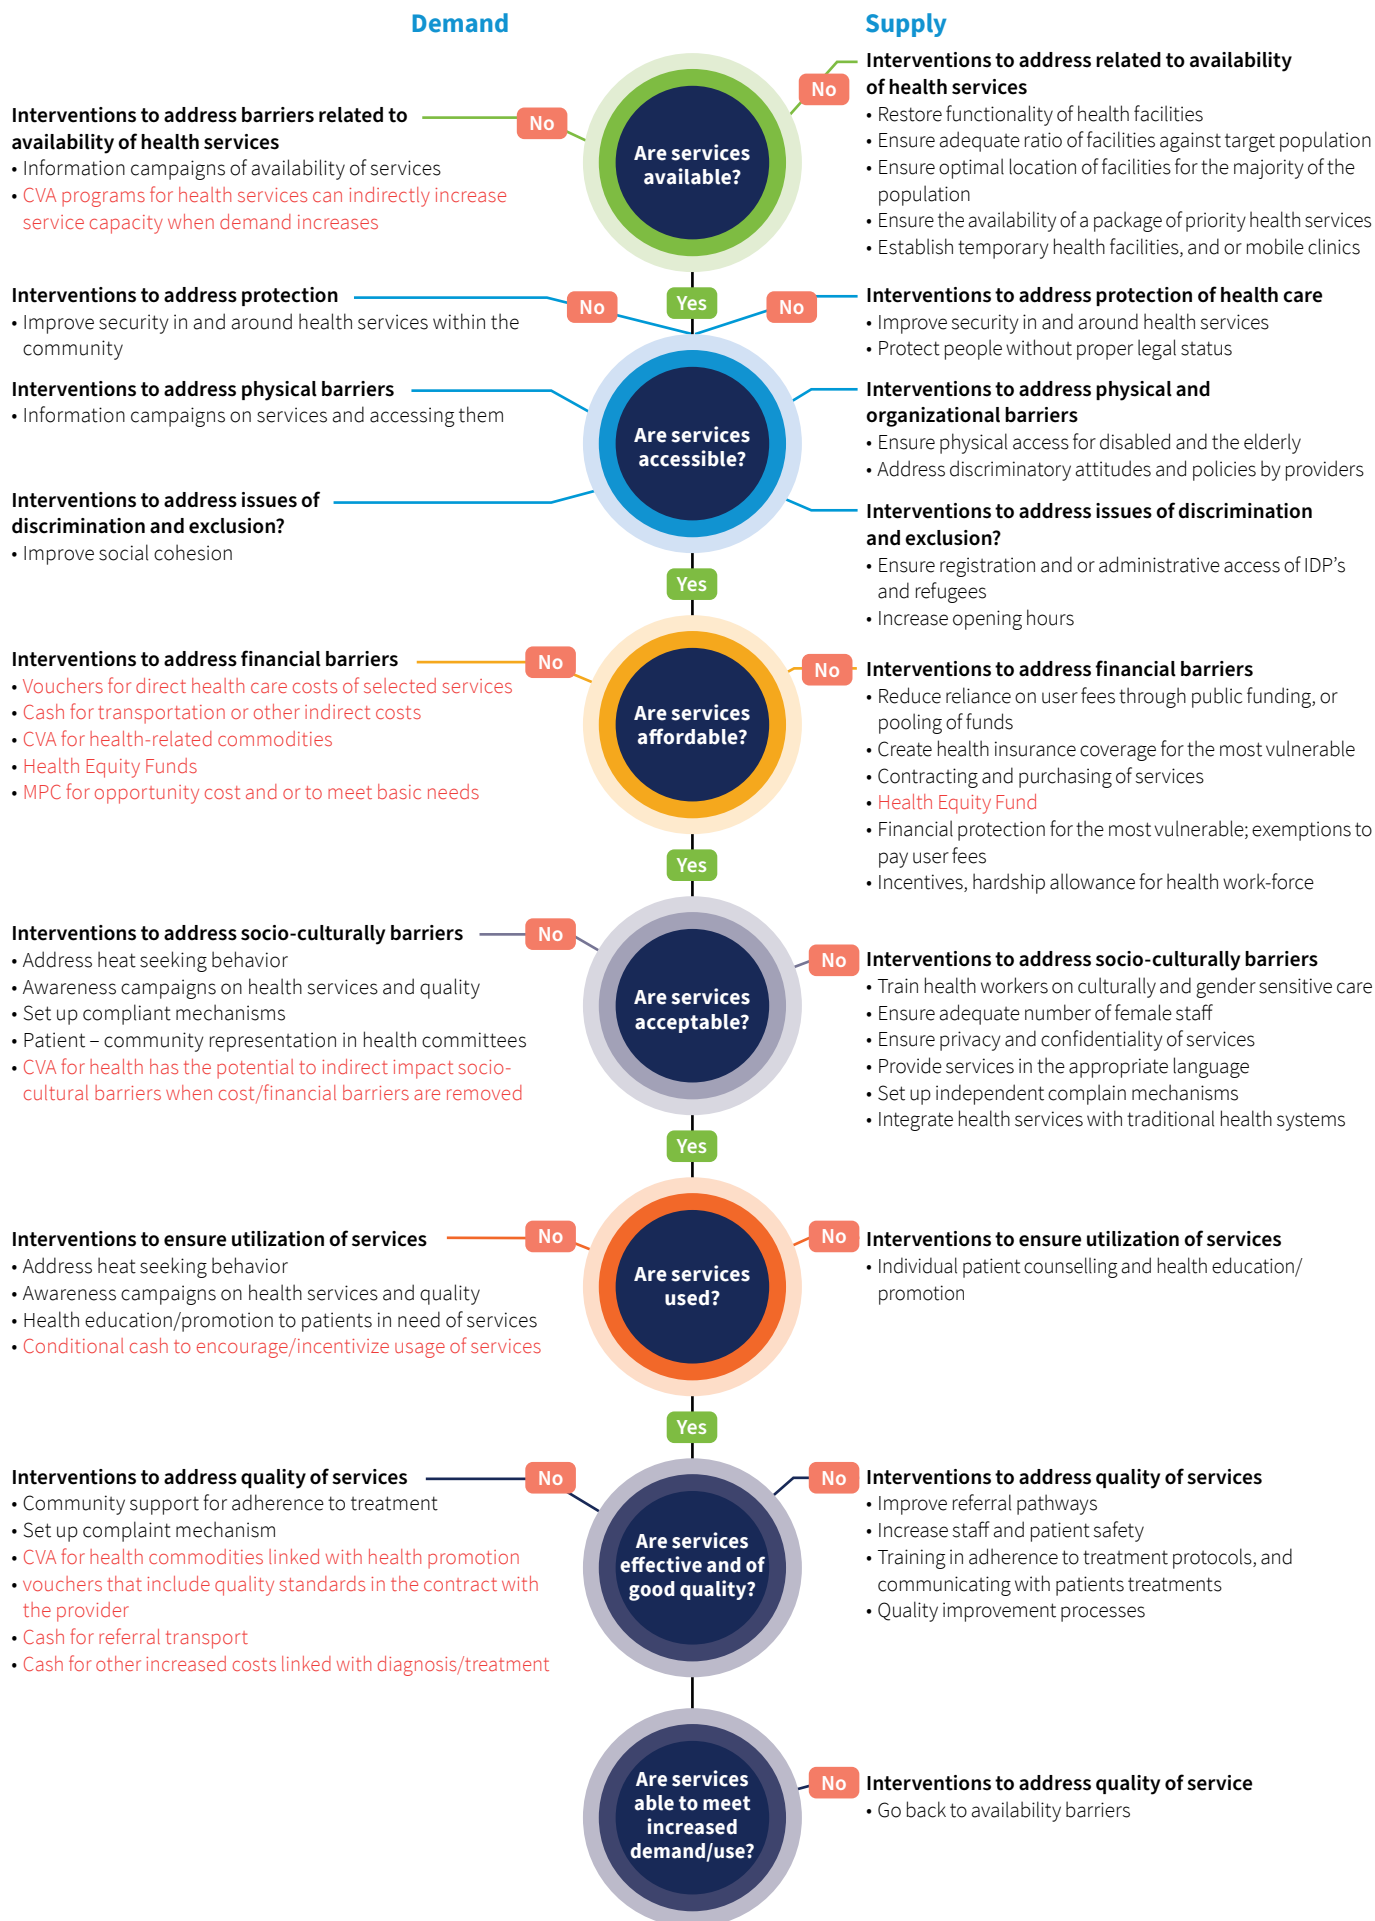 Demand
Supply
Are services
available?
No
Interventions to address barriers related to
availability of health services
• Information campaigns of availability of services
• CVA programs for health services can indirectly increase
service capacity when demand increases
No
Interventions to address related to availability
of health services
• Restore functionality of health facilities
• Ensure adequate ratio of facilities against target population
• Ensure optimal location of facilities for the majority of the
population
• Ensure the availability of a package of priority health services
• Establish temporary health facilities, and or mobile clinics
Yes
Are services
accessible?
No
Interventions to address protection
• Improve security in and around health services within the
community
Interventions to address physical barriers
• Information campaigns on services and accessing them
Interventions to address issues of
discrimination and exclusion?
• Improve social cohesion
No
Interventions to address protection of health care
• Improve security in and around health services
• Protect people without proper legal status
Interventions to address physical and
organizational barriers
• Ensure physical access for disabled and the elderly
• Address discriminatory attitudes and policies by providers
Interventions to address issues of discrimination
and exclusion?
• Ensure registration and or administrative access of IDP's
and refugees
• Increase opening hours
Yes
Are services
affordable?
No
Interventions to address financial barriers
• Vouchers for direct health care costs of selected services
• Cash for transportation or other indirect costs
• CVA for health-related commodities
• Health Equity Funds
• MPC for opportunity cost and or to meet basic needs
No
Interventions to address financial barriers
• Reduce reliance on user fees through public funding, or
pooling of funds
• Create health insurance coverage for the most vulnerable
• Contracting and purchasing of services
• Health Equity Fund
• Financial protection for the most vulnerable; exemptions to
pay user fees
• Incentives, hardship allowance for health work-force
Yes
Are services
acceptable?
No
Interventions to address socio-culturally barriers
• Address heat seeking behavior
• Awareness campaigns on health services and quality
• Set up compliant mechanisms
• Patient – community representation in health committees
• CVA for health has the potential to indirect impact socio-
cultural barriers when cost/financial barriers are removed
No
Interventions to address socio-culturally barriers
• Train health workers on culturally and gender sensitive care
• Ensure adequate number of female staff
• Ensure privacy and confidentiality of services
• Provide services in the appropriate language
• Set up independent complain mechanisms
• Integrate health services with traditional health systems
Yes
Are services
used?
No
Interventions to ensure utilization of services
• Address heat seeking behavior
• Awareness campaigns on health services and quality
• Health education/promotion to patients in need of services
• Conditional cash to encourage/incentivize usage of services
No
Interventions to ensure utilization of services
• Individual patient counselling and health education/
promotion
Yes
Are services
effective and of
good quality?
No
Interventions to address quality of services
• Community support for adherence to treatment
• Set up complaint mechanism
• CVA for health commodities linked with health promotion
• vouchers that include quality standards in the contract with
the provider
• Cash for referral transport
• Cash for other increased costs linked with diagnosis/treatment
No
Interventions to address quality of services
• Improve referral pathways
• Increase staff and patient safety
• Training in adherence to treatment protocols, and
communicating with patients treatments
• Quality improvement processes
Are services
able to meet
increased
demand/use?
No
Interventions to address quality of service
• Go back to availability barriers